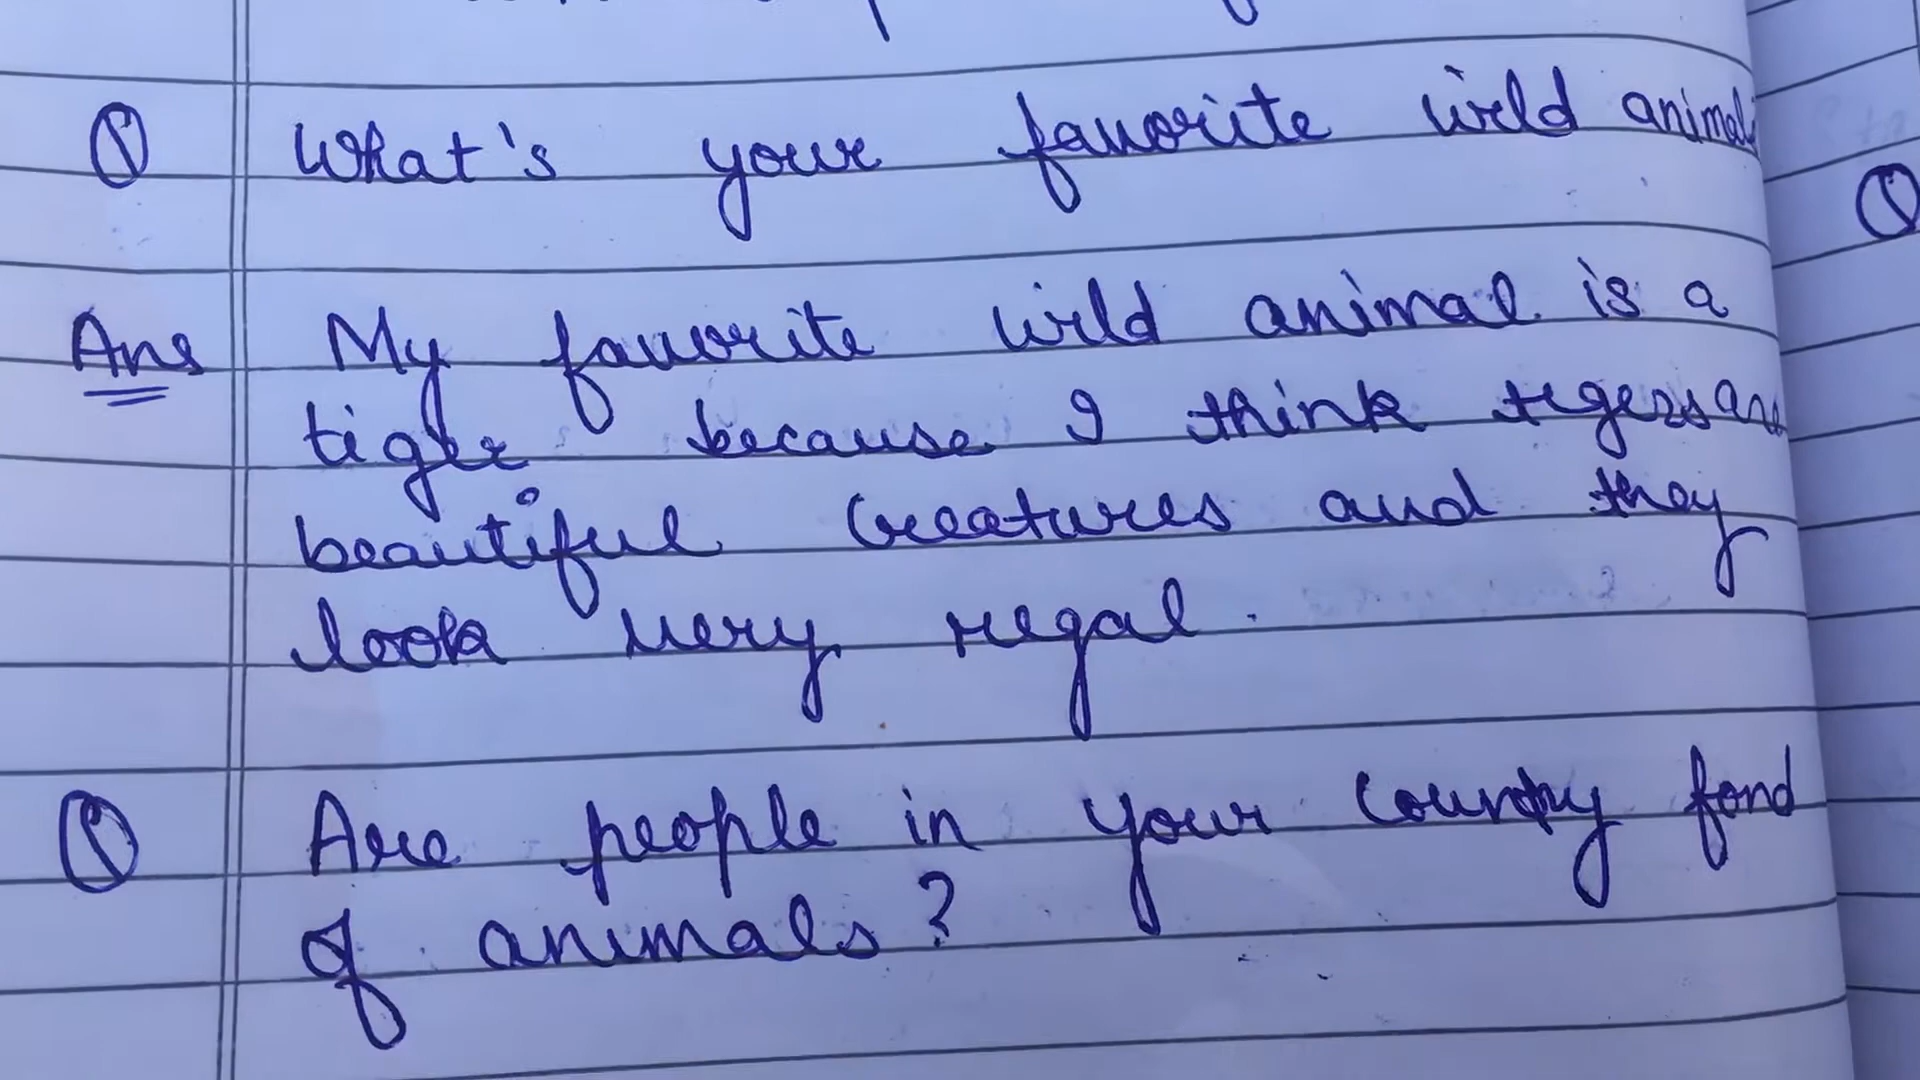 Q What's your favorite wild animal
Ans My favorite wild animal is a
tiger because I think tigers are
beautiful creatures and they
look very regal.
Q Are people in your country fond
of animals?
Q